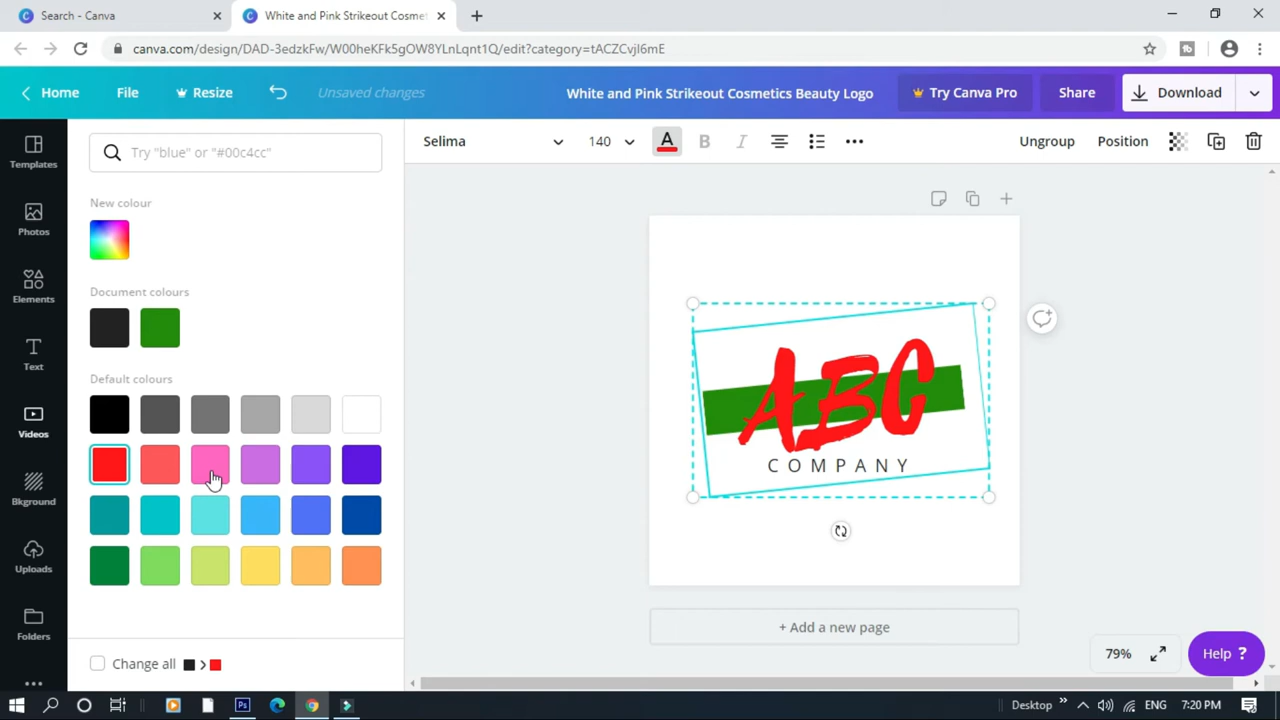 Search - Canva
White and Pink Strikeout Cosmet
canva.com/design/DAD-3edzkFw/W00heKFk5gOW8YLnLqnt1Q/edit?category=tACZCvjI6mE
Home
File
Resize
Unsaved changes
White and Pink Strikeout Cosmetics Beauty Logo
Try Canva Pro
Share
Download
Templates
Photos
Elements
Text
Videos
Bkground
Uploads
Folders
Try "blue" or "#00c4cc"
New colour
Document colours
Default colours
Change all
Selima
140
A
B
I
Ungroup
Position
ABC
COMPANY
+ Add a new page
79%
Help ?
Desktop
ENG
7:20 PM